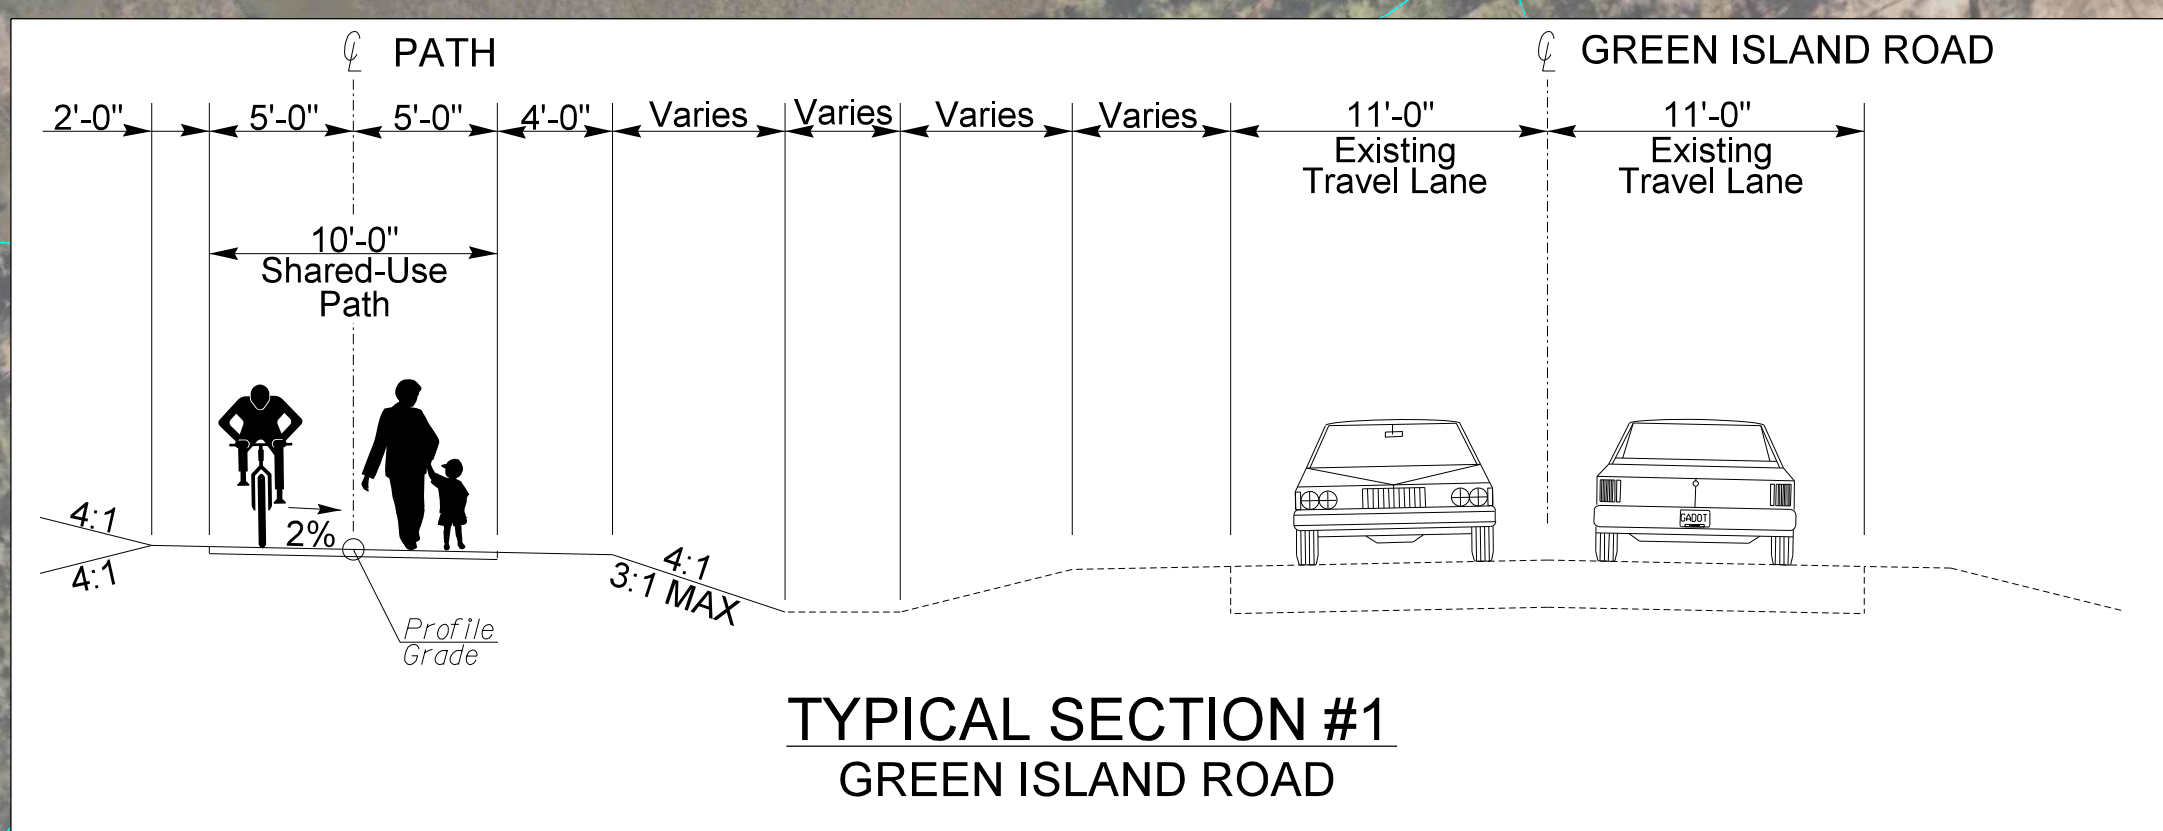 ℄ PATH
℄ GREEN ISLAND ROAD
2'-0" 5'-0" 5'-0" 4'-0" Varies Varies Varies Varies 11'-0" 11'-0"
Existing
Travel Lane
Existing
Travel Lane
10'-0"
Shared-Use
Path
4:1
4:1
2%
4:1
3:1 MAX
GADOT
Profile
Grade
TYPICAL SECTION #1
GREEN ISLAND ROAD